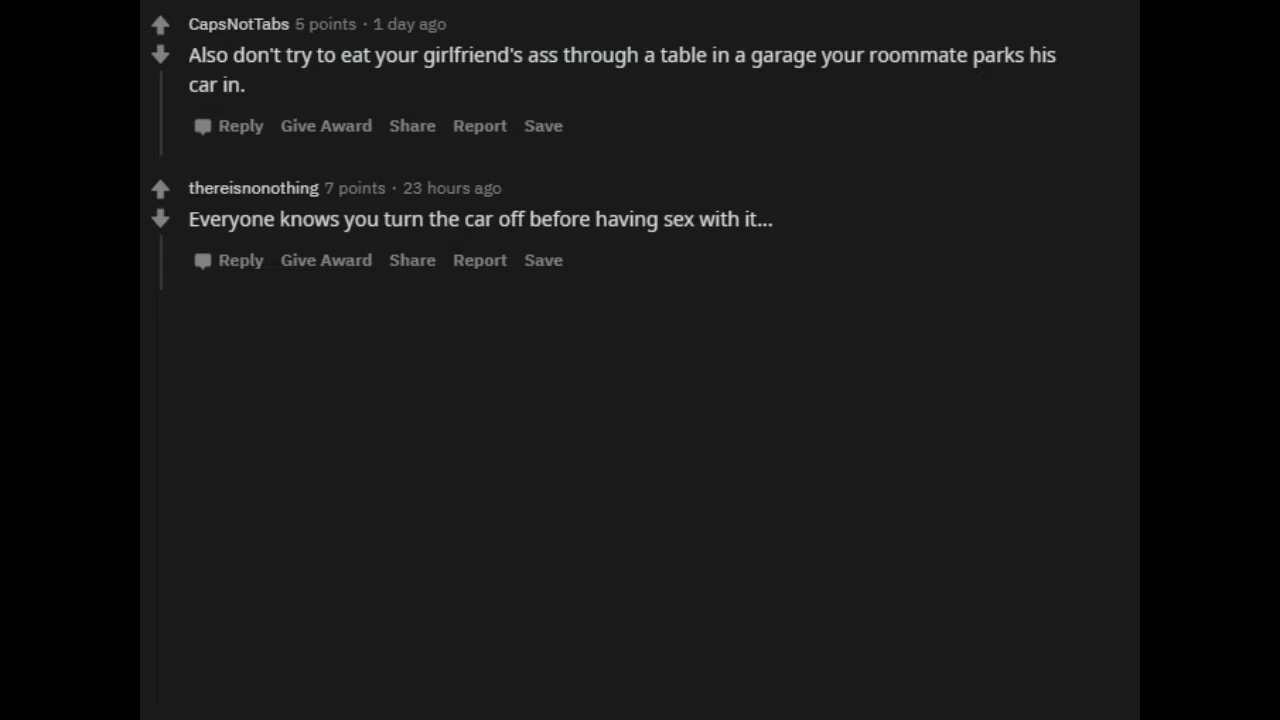 CapsNotTabs 5 points · 1 day ago
Also don't try to eat your girlfriend's ass through a table in a garage your roommate parks his
car in.
Reply Give Award Share Report Save
thereisnonothing 7 points · 23 hours ago
Everyone knows you turn the car off before having sex with it...
Reply Give Award Share Report Save